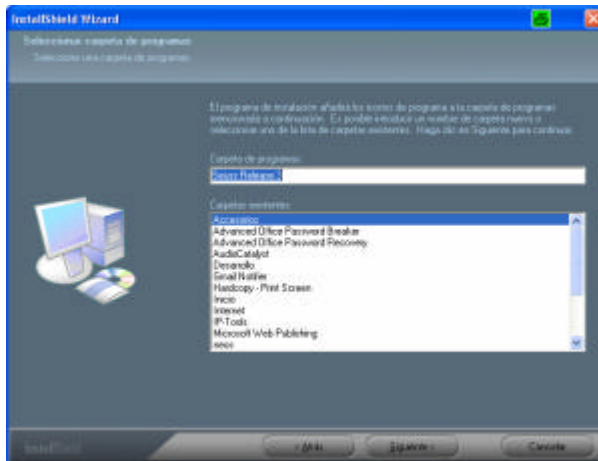 InstallShield Wizard
Seleccionar carpeta de programas
Seleccione una carpeta de programas.
El programa de instalación añadirá los iconos de programa a la carpeta de programas
mencionada a continuación. Es posible introducir un nombre de carpeta nuevo o
seleccionar uno de la lista de carpetas existentes. Haga clic en Siguiente para continuar.
Carpeta de programas:
Release
Carpetas existentes:
Accesorios
Advanced Office Password Breaker
Advanced Office Password Recovery
AudioCatalyst
Desarrollo
Email Notifier
Hardcopy - Print Screen
Inicio
Internet
IP-Tools
Microsoft Web Publishing
neos
InstallShield
< Atrás
Siguiente >
Cancelar